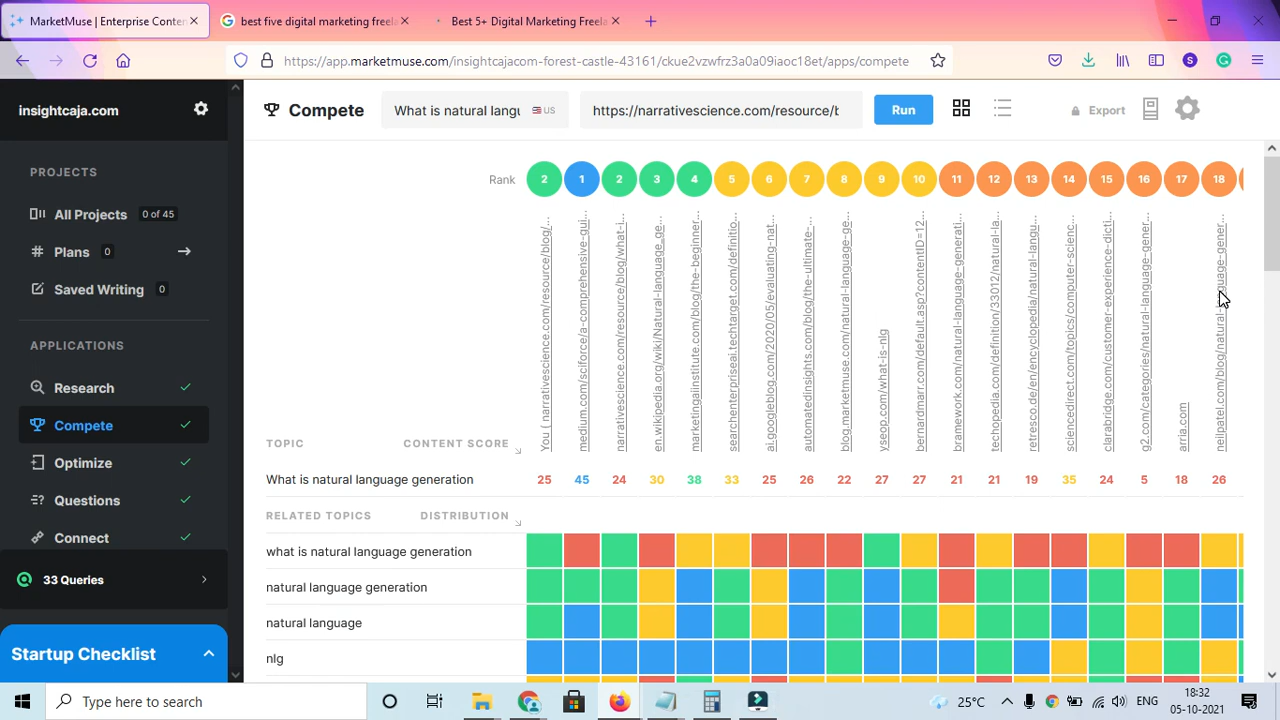 MarketMuse | Enterprise Conten
best five digital marketing freela
Best 5+ Digital Marketing Freela
https://app.marketmuse.com/insightcajacom-forest-castle-43161/ckue2vzwfrz3a0a09iaoc18et/apps/compete
insightcaja.com
Compete
What is natural langu
US
https://narrativescience.com/resource/b
Run
Export
PROJECTS
All Projects
0 of 45
Plans
0
Saved Writing
0
APPLICATIONS
Research
Compete
Optimize
Questions
Connect
33 Queries
Startup Checklist
Rank
2 1 2 3 4 5 6 7 8 9 10 11 12 13 14 15 16 17 18
You ( narrativescience.com/resource/blog/...
medium.com/sciforce/a-comprehensive-gui...
narrativescience.com/resource/blog/what-i...
en.wikipedia.org/wiki/Natural-language_ge...
marketingaiinstitute.com/blog/the-beginner...
searchenterpriseai.techtarget.com/definitio...
ai.googleblog.com/2020/05/evaluating-nat...
automatedinsights.com/blog/the-ultimate-...
blog.marketmuse.com/natural-language-ge...
yseop.com/what-is-nlg
bernardmarr.com/default.asp?contentID=12...
bramework.com/natural-language-generati...
techopedia.com/definition/33012/natural-la...
retresco.de/en/encyclopedia/natural-langu...
sciencedirect.com/topics/computer-scienc...
clarabridge.com/customer-experience-dicti...
g2.com/categories/natural-language-gener...
arria.com
neilpatel.com/blog/natural-language-gener...
TOPIC
CONTENT SCORE
What is natural language generation
25 45 24 30 38 33 25 26 22 27 27 21 21 19 35 24 5 18 26
RELATED TOPICS
DISTRIBUTION
what is natural language generation
natural language generation
natural language
nlg
Type here to search
25°C
ENG
18:32
05-10-2021